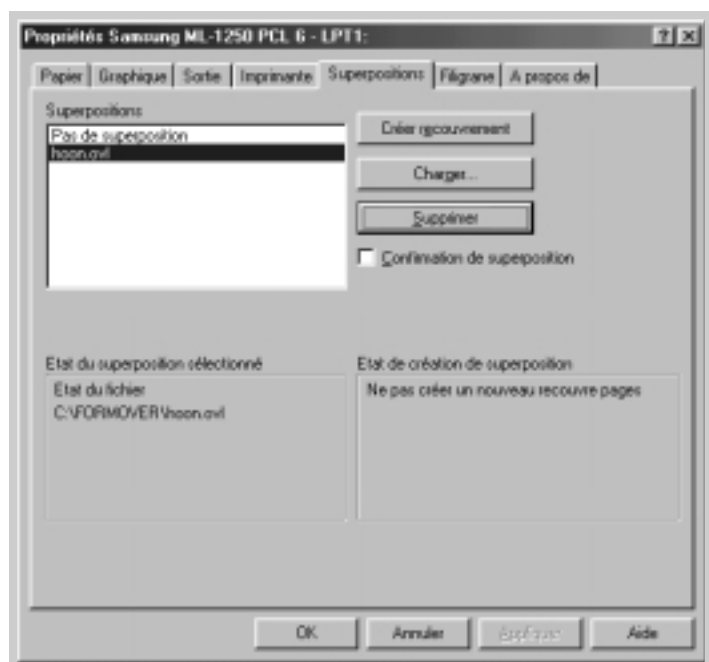 Propriétés Samsung ML-1250 PCL 6 - LPT1:
Papier Graphique Sortie Imprimante Superpositions Filigrane A propos de
Superpositions
Pas de superposition
hoon.ovl
Créer recouvrement
Charger...
Supprimer
Confirmation de superposition
Etat du superposition sélectionné
Etat du fichier
C:\FORMOVER\hoon.ovl
Etat de création de superposition
Ne pas créer un nouveau recouvre pages
OK Annuler Appliquer Aide